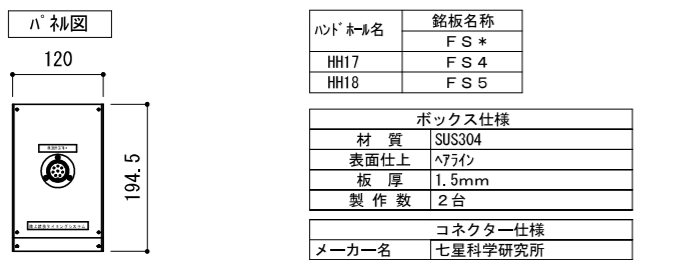 パネル図
120
194.5
ハンドホール名 銘板名称
ＦＳ＊
HH17 ＦＳ４
HH18 ＦＳ５
ボックス仕様
材　質 SUS304
表面仕上 ヘアライン
板　厚 1.5mm
製 作 数 ２台
コネクター仕様
メーカー名 七星科学研究所